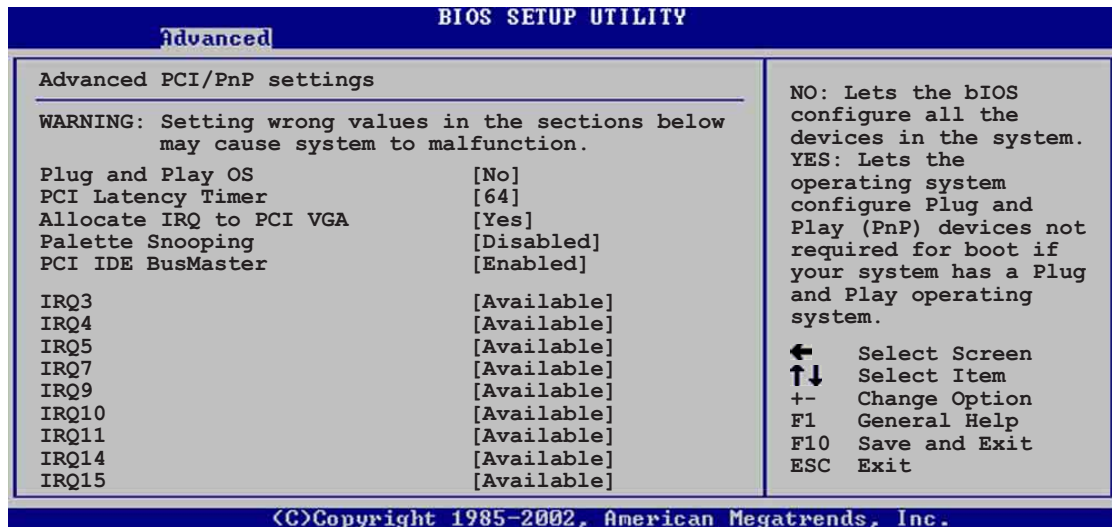 BIOS SETUP UTILITY
Advanced
Advanced PCI/PnP settings
WARNING: Setting wrong values in the sections below
may cause system to malfunction.
Plug and Play OS [No]
PCI Latency Timer [64]
Allocate IRQ to PCI VGA [Yes]
Palette Snooping [Disabled]
PCI IDE BusMaster [Enabled]
IRQ3 [Available]
IRQ4 [Available]
IRQ5 [Available]
IRQ7 [Available]
IRQ9 [Available]
IRQ10 [Available]
IRQ11 [Available]
IRQ14 [Available]
IRQ15 [Available]
NO: Lets the bIOS
configure all the
devices in the system.
YES: Lets the
operating system
configure Plug and
Play (PnP) devices not
required for boot if
your system has a Plug
and Play operating
system.
← Select Screen
↑↓ Select Item
+- Change Option
F1 General Help
F10 Save and Exit
ESC Exit
(C)Copyright 1985-2002, American Megatrends, Inc.